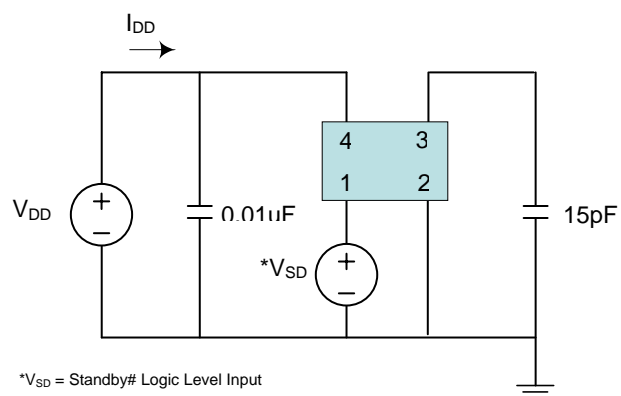 IDD
4 3
1 2
VDD
+
−
0.01uF
*VSD
+
−
15pF
*VSD = Standby# Logic Level Input